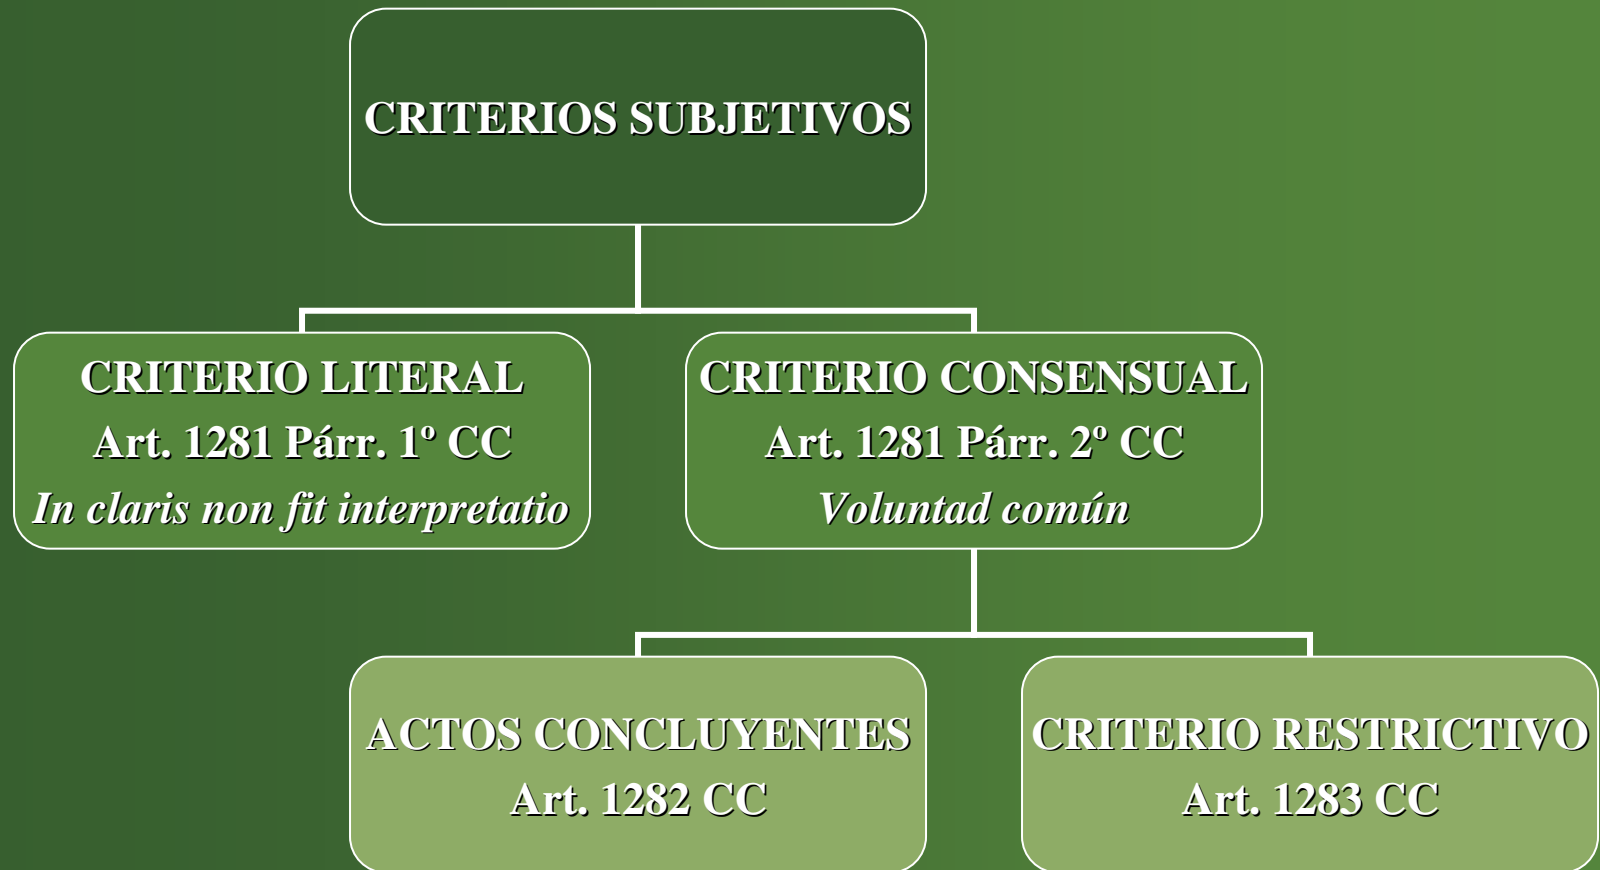 CRITERIOS SUBJETIVOS
CRITERIO LITERAL
Art. 1281 Párr. 1º CC
In claris non fit interpretatio
CRITERIO CONSENSUAL
Art. 1281 Párr. 2º CC
Voluntad común
ACTOS CONCLUYENTES
Art. 1282 CC
CRITERIO RESTRICTIVO
Art. 1283 CC